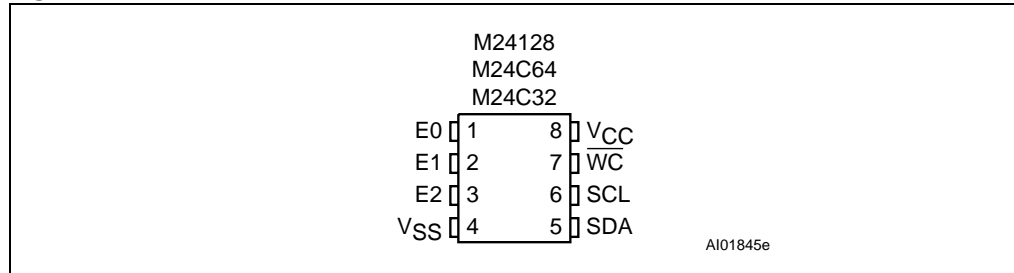 M24128
M24C64
M24C32
E0 1 8 VCC
E1 2 7 W̅C̅
E2 3 6 SCL
VSS 4 5 SDA
AI01845e